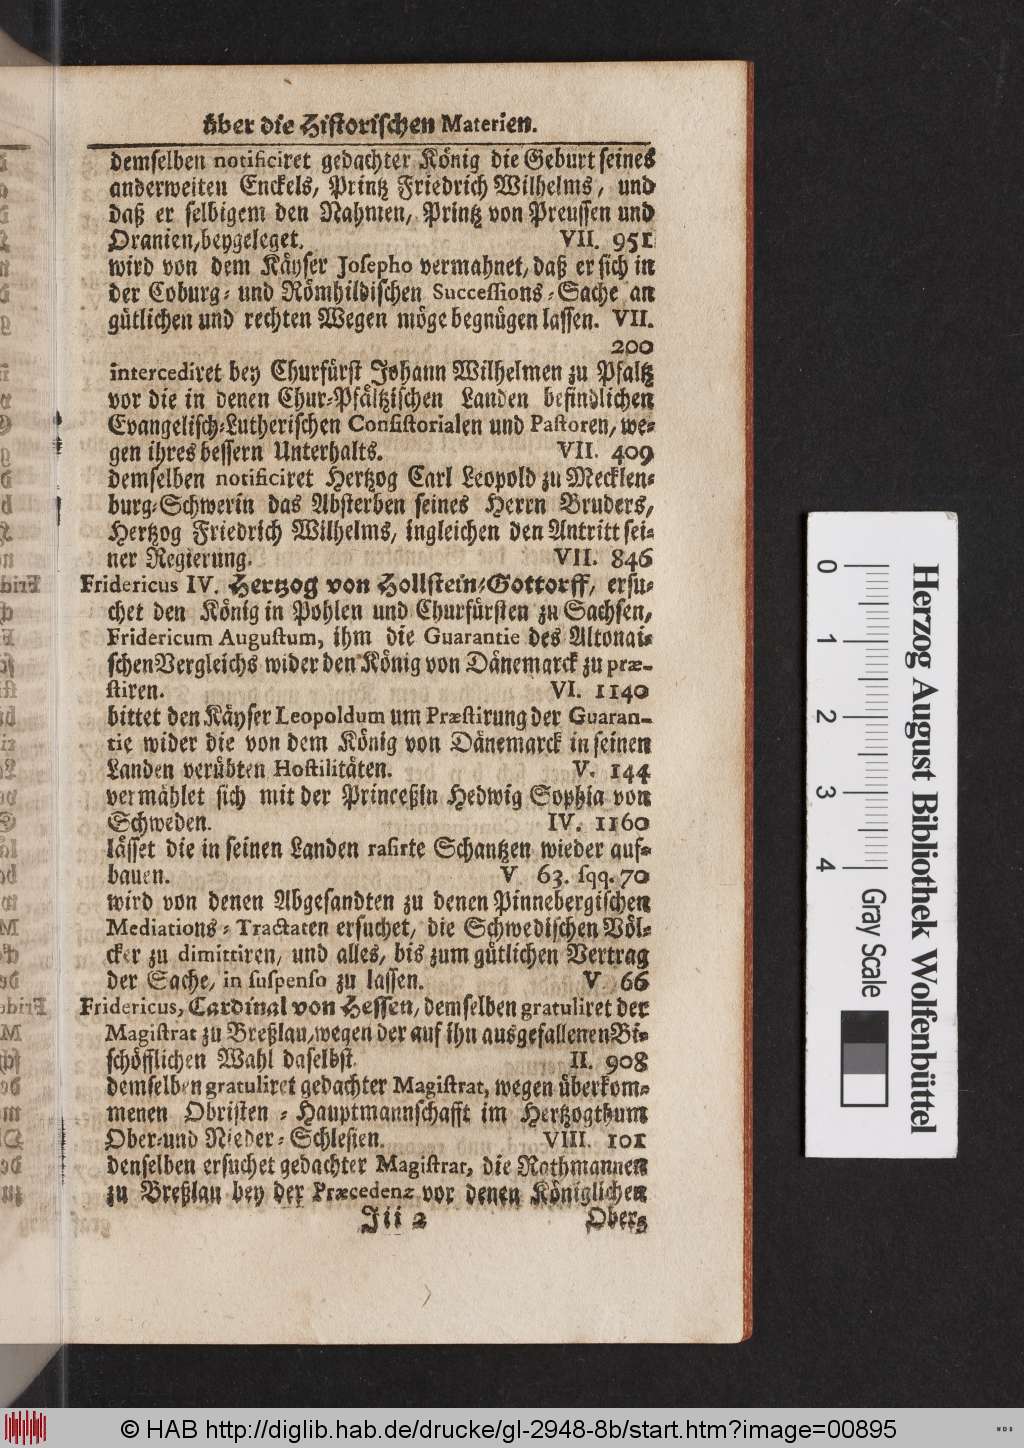 über die Historischen Materien.
demselben notificiret gedachter König die Geburt seines
anderweiten Enckels, Printz Friedrich Wilhelms, und
daß er selbigem den Nahmen, Printz von Preussen und
Oranien, beygeleget. VII. 951
wird von dem Käyser Josepho vermahnet, daß er sich in
der Coburg- und Römhildischen Successions-Sache an
gütlichen und rechten Wegen möge begnügen lassen. VII.
200
intercediret bey Churfürst Johann Wilhelmen zu Pfaltz
vor die in denen Chur-Pfältzischen Landen befindlichen
Evangelisch-Lutherischen Consistorialen und Pastoren, we-
gen ihres bessern Unterhalts. VII. 409
demselben notificiret Hertzog Carl Leopold zu Mecklen-
burg-Schwerin das Absterben seines Herrn Bruders,
Hertzog Friedrich Wilhelms, ingleichen den Antritt sei-
ner Regierung. VII. 846
Fridericus IV. Hertzog von Hollstein-Gottorff, ersu-
chet den König in Pohlen und Churfürsten zu Sachsen,
Fridericum Augustum, ihm die Guarantie des Altonai-
schen Vergleichs wider den König von Dänemarck zu præ-
stiren. VI. 1140
bittet den Käyser Leopoldum um Præstirung der Guaran-
tie wider die von dem König von Dänemarck in seinen
Landen verübten Hostilitäten. V. 144
vermählet sich mit der Princeßin Hedwig Sophia von
Schweden. IV. 1160
lässet die in seinen Landen rasirte Schantzen wieder auf-
bauen. V 63. sqq. 70
wird von denen Abgesandten zu denen Pinnebergischen
Mediations-Tractaten ersuchet, die Schwedischen Völ-
cker zu dimittiren, und alles, bis zum gütlichen Vertrag
der Sache, in suspenso zu lassen. V 66
Fridericus, Cardinal von Hessen, demselben gratuliret der
Magistrat zu Breßlau, wegen der auf ihn ausgefallenen Bi-
schöfflichen Wahl daselbst. II. 908
demselben gratuliret gedachter Magistrat, wegen überkom-
menen Obristen-Hauptmannschafft im Hertzogthum
Ober- und Nieder-Schlesien. VIII. 101
denselben ersuchet gedachter Magistrat, die Rathmannen
zu Breßlau bey der Præcedenz vor denen Königlichen
Jii 2 Ober-
0 1 2 3 4
Gray Scale
Herzog August Bibliothek Wolfenbüttel
© HAB http://diglib.hab.de/drucke/gl-2948-8b/start.htm?image=00895